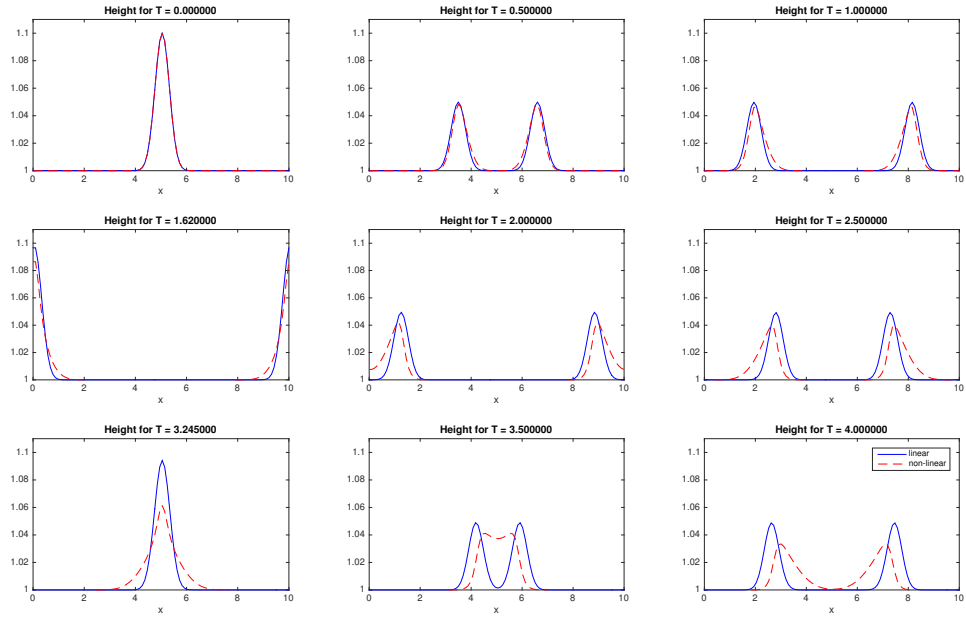 Height for T = 0.000000
1.1
1.08
1.06
1.04
1.02
1
0 2 4 6 8 10
x
Height for T = 0.500000
1.1
1.08
1.06
1.04
1.02
1
0 2 4 6 8 10
x
Height for T = 1.000000
1.1
1.08
1.06
1.04
1.02
1
0 2 4 6 8 10
x
Height for T = 1.620000
1.1
1.08
1.06
1.04
1.02
1
0 2 4 6 8 10
x
Height for T = 2.000000
1.1
1.08
1.06
1.04
1.02
1
0 2 4 6 8 10
x
Height for T = 2.500000
1.1
1.08
1.06
1.04
1.02
1
0 2 4 6 8 10
x
Height for T = 3.245000
1.1
1.08
1.06
1.04
1.02
1
0 2 4 6 8 10
x
Height for T = 3.500000
1.1
1.08
1.06
1.04
1.02
1
0 2 4 6 8 10
x
Height for T = 4.000000
linear
non-linear
1.1
1.08
1.06
1.04
1.02
1
0 2 4 6 8 10
x